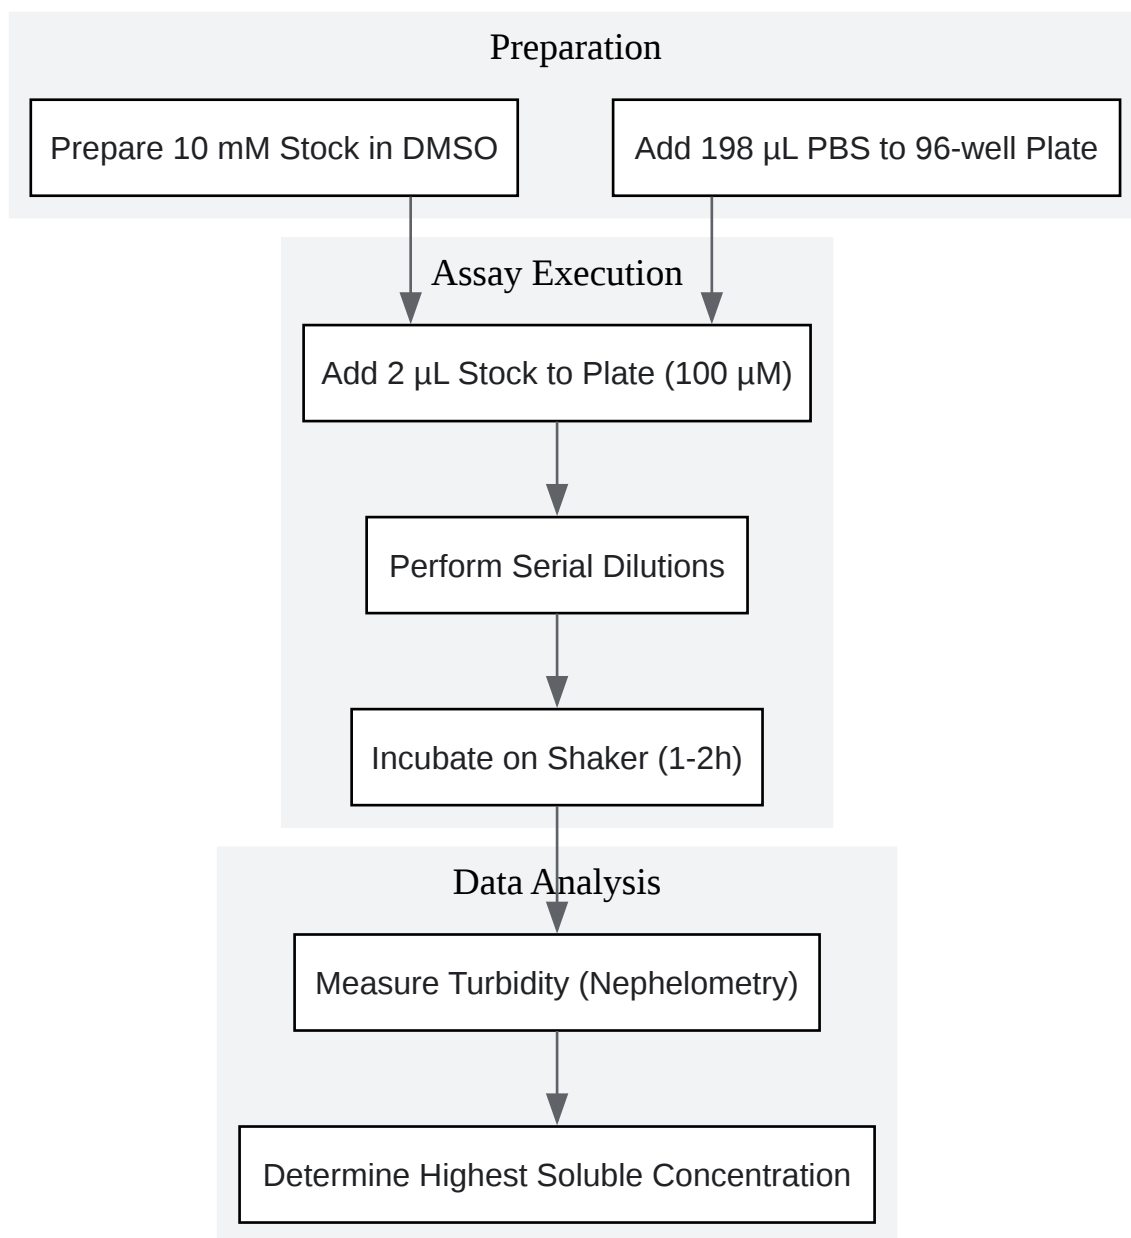 Preparation
Prepare 10 mM Stock in DMSO
Add 198 µL PBS to 96-well Plate
Assay Execution
Add 2 µL Stock to Plate (100 µM)
Perform Serial Dilutions
Incubate on Shaker (1-2h)
Data Analysis
Measure Turbidity (Nephelometry)
Determine Highest Soluble Concentration